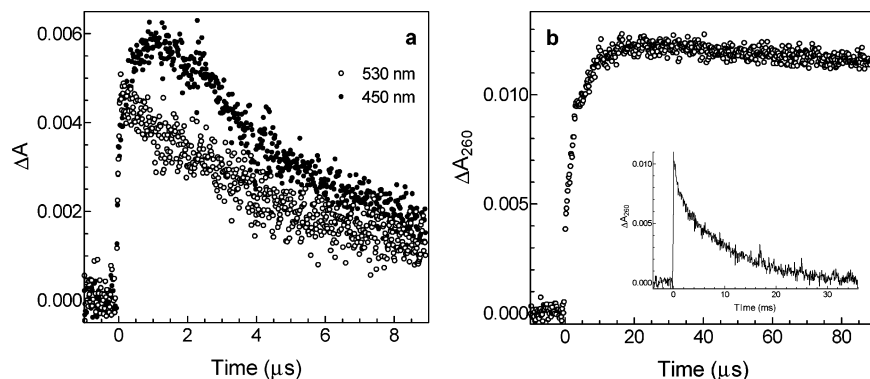 a
530 nm
450 nm
0.006
0.004
0.002
0.000
ΔA
0 2 4 6 8
Time (μs)
b
0.010
0.005
0.000
ΔA260
0 20 40 60 80
Time (μs)
0.010
0.005
0.000
ΔA260
0 10 20 30
Time (ms)